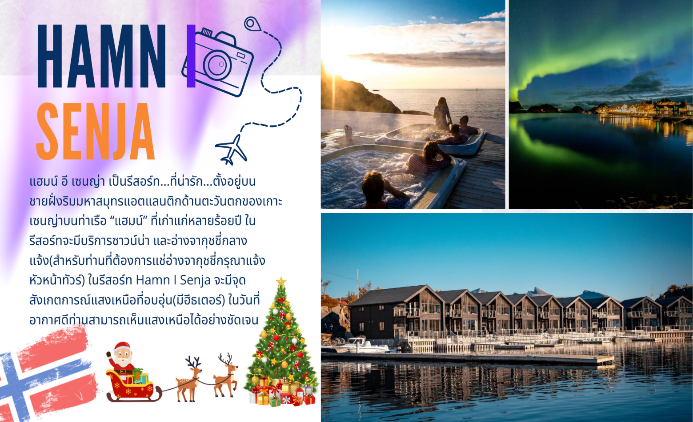 HAMN I
SENJA
แฮมน์ อี เซนญ่า เป็นรีสอร์ท...ที่น่ารัก...ตั้งอยู่บน
ชายฝั่งริมมหาสมุทรแอตแลนติกด้านตะวันตกของเกาะ
เซนญ่าบนท่าเรือ “แฮมน์” ที่เก่าแก่หลายร้อยปี ใน
รีสอร์ทจะมีบริการซาวน์น่า และอ่างจากุซชี่กลาง
แจ้ง(สำหรับท่านที่ต้องการแช่อ่างจากุซชี่กรุณาแจ้ง
หัวหน้าทัวร์) ในรีสอร์ท Hamn I Senja จะมีจุด
สังเกตการณ์แสงเหนือที่อบอุ่น(มีฮีธเตอร์) ในวันที่
อากาศดีท่านสามารถเห็นแสงเหนือได้อย่างชัดเจน